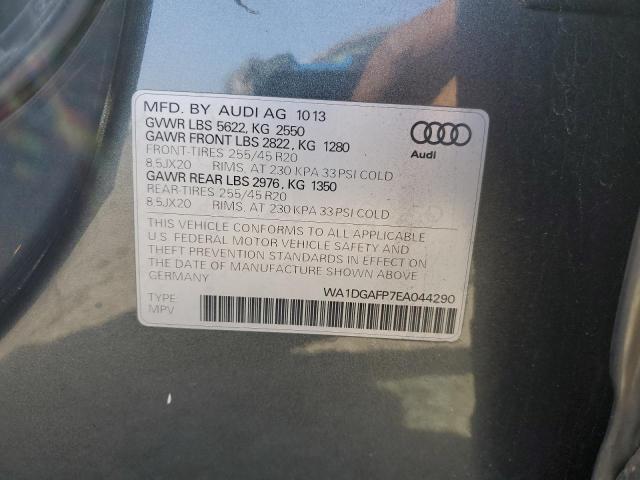 MFD. BY AUDI AG 10 13
GVWR LBS 5622, KG 2550
GAWR FRONT LBS 2822, KG 1280
FRONT-TIRES 255/45 R20
8.5JX20 RIMS, AT 230 KPA 33 PSI COLD
GAWR REAR LBS 2976, KG 1350
REAR-TIRES 255/45 R20
8.5JX20 RIMS, AT 230 KPA 33 PSI COLD
Audi
THIS VEHICLE CONFORMS TO ALL APPLICABLE
U.S. FEDERAL MOTOR VEHICLE SAFETY AND
THEFT PREVENTION STANDARDS IN EFFECT ON
THE DATE OF MANUFACTURE SHOWN ABOVE
GERMANY
WA1DGAFP7EA044290
TYPE:
MPV